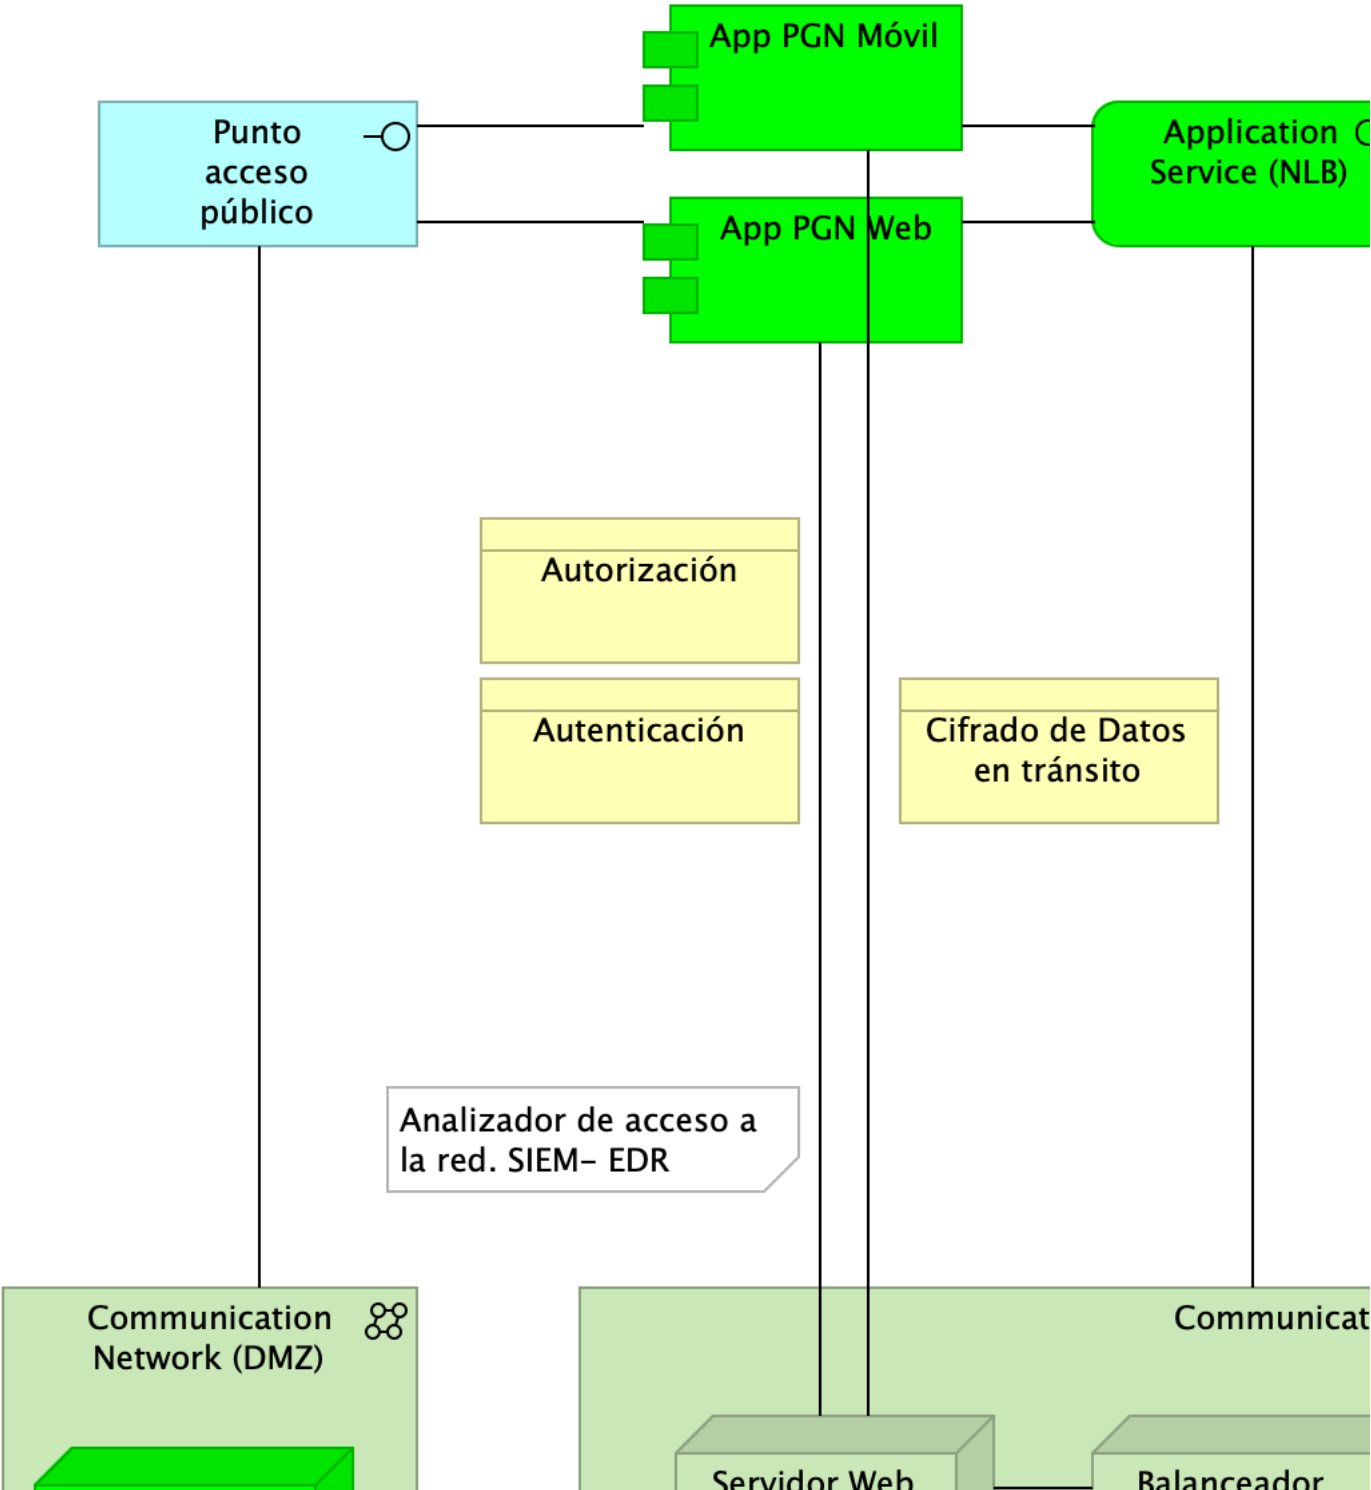 App PGN Móvil
Punto
acceso
público
Application
Service (NLB)
App PGN Web
Autorización
Autenticación
Cifrado de Datos
en tránsito
Analizador de acceso a
la red. SIEM- EDR
Communication
Network (DMZ)
Communicat
Servidor Web
Balanceador